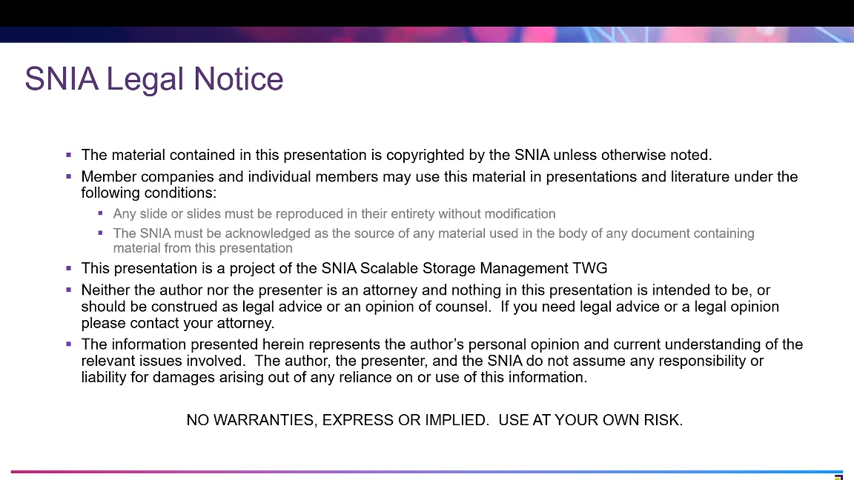 SNIA Legal Notice
▪ The material contained in this presentation is copyrighted by the SNIA unless otherwise noted.
▪ Member companies and individual members may use this material in presentations and literature under the
following conditions:
▪ Any slide or slides must be reproduced in their entirety without modification
▪ The SNIA must be acknowledged as the source of any material used in the body of any document containing
material from this presentation
▪ This presentation is a project of the SNIA Scalable Storage Management TWG
▪ Neither the author nor the presenter is an attorney and nothing in this presentation is intended to be, or
should be construed as legal advice or an opinion of counsel.  If you need legal advice or a legal opinion
please contact your attorney.
▪ The information presented herein represents the author's personal opinion and current understanding of the
relevant issues involved.  The author, the presenter, and the SNIA do not assume any responsibility or
liability for damages arising out of any reliance on or use of this information.
NO WARRANTIES, EXPRESS OR IMPLIED.  USE AT YOUR OWN RISK.